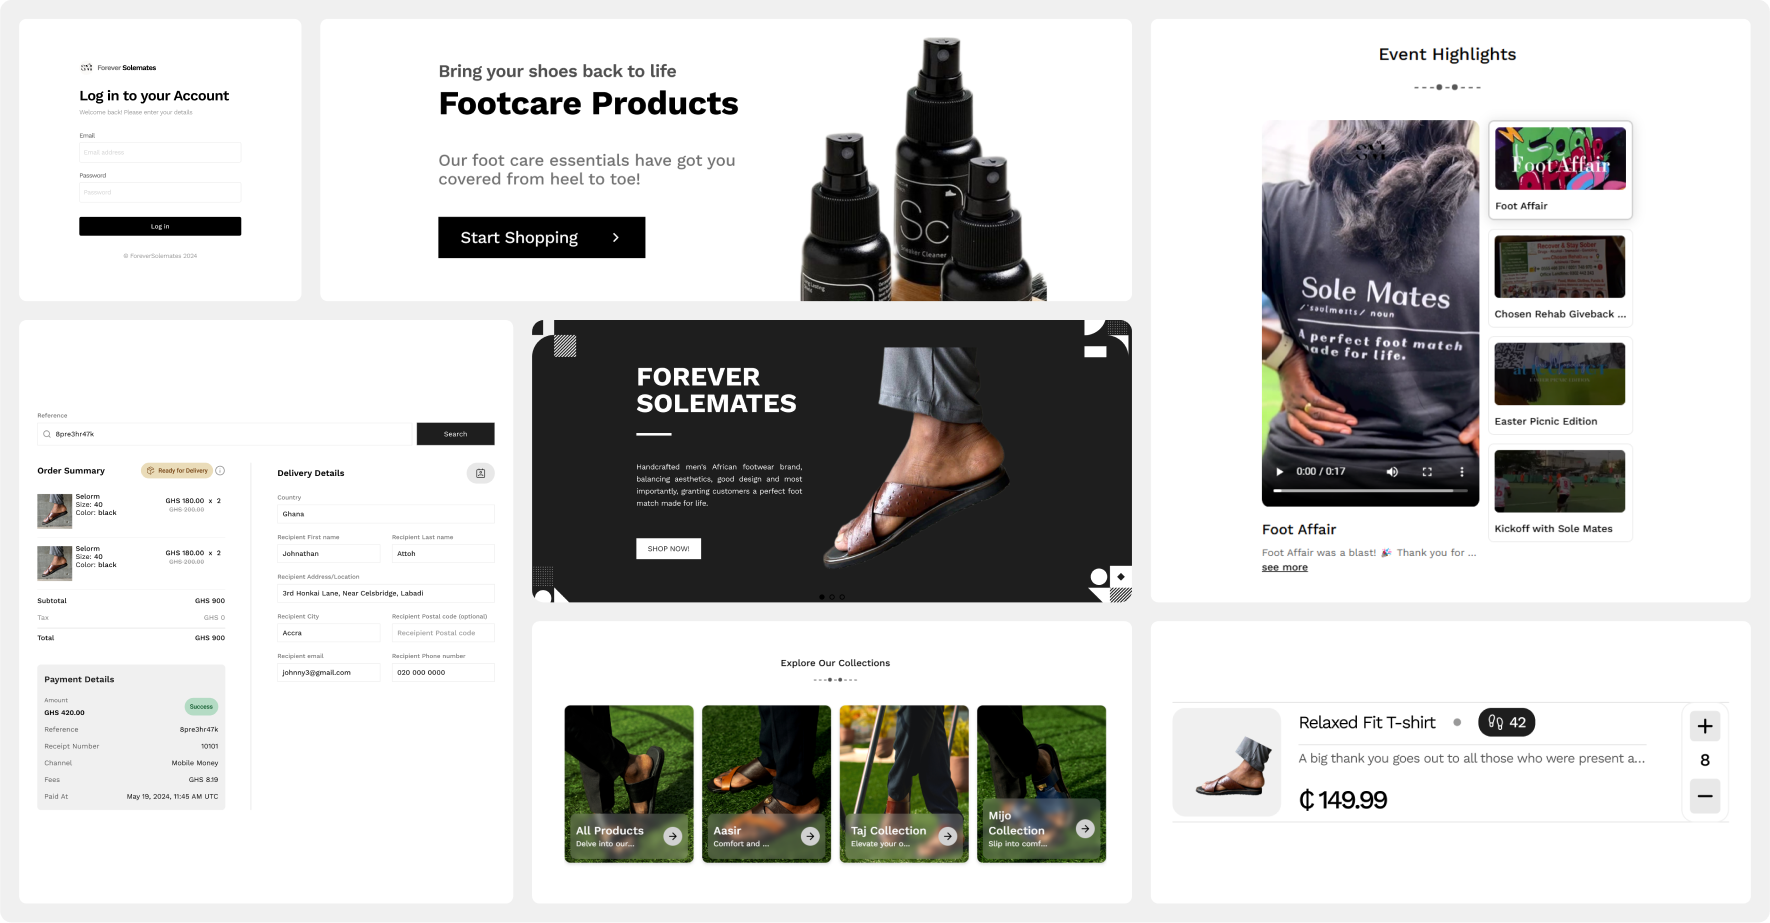 Forever Solemates
Log in to your Account
Welcome back! Please enter your details
Email
Email address
Password
Password
Log in
© ForeverSolemates 2024
Bring your shoes back to life
Footcare Products
Our foot care essentials have got you
covered from heel to toe!
Start Shopping
Sc
Sneaker Cleaner
Event Highlights
Sole Mates
/'soulmeɪts/ noun
A perfect foot match
made for life.
0:00 / 0:17
Foot Affair
Foot Affair was a blast! 🎉 Thank you for ...
see more
Foot Affair
Foot Affair
Recover & Stay Sober
Chosen Rehab Giveback ...
EASTER PICNIC EDITION
Easter Picnic Edition
Kickoff with Sole Mates
Reference
8pre3hr47k
Search
Order Summary
Ready for Delivery
Selorm
Size: 40
Color: black
GHS 180.00 x 2
GHS 200.00
Selorm
Size: 40
Color: black
GHS 180.00 x 2
GHS 200.00
Subtotal GHS 900
Tax GHS 0
Total GHS 900
Payment Details
Amount
GHS 420.00
Success
Reference 8pre3hr47k
Receipt Number 10101
Channel Mobile Money
Fees GHS 8.19
Paid At May 19, 2024, 11:45 AM UTC
Delivery Details
Country
Ghana
Recipient First name
Johnathan
Recipient Last name
Attoh
Recipient Address/Location
3rd Honkai Lane, Near Celsbridge, Labadi
Recipient City
Accra
Recipient Postal code (optional)
Receipient Postal code
Recipient email
johnny3@gmail.com
Recipient Phone number
020 000 0000
FOREVER
SOLEMATES
Handcrafted men's African footwear brand,
balancing aesthetics, good design and most
importantly, granting customers a perfect foot
match made for life.
SHOP NOW!
Explore Our Collections
All Products
Delve into our...
Aasir
Comfort and ...
Taj Collection
Elevate your o...
Mijo
Collection
Slip into comf...
Relaxed Fit T-shirt
42
A big thank you goes out to all those who were present a...
₵ 149.99
+
8
−